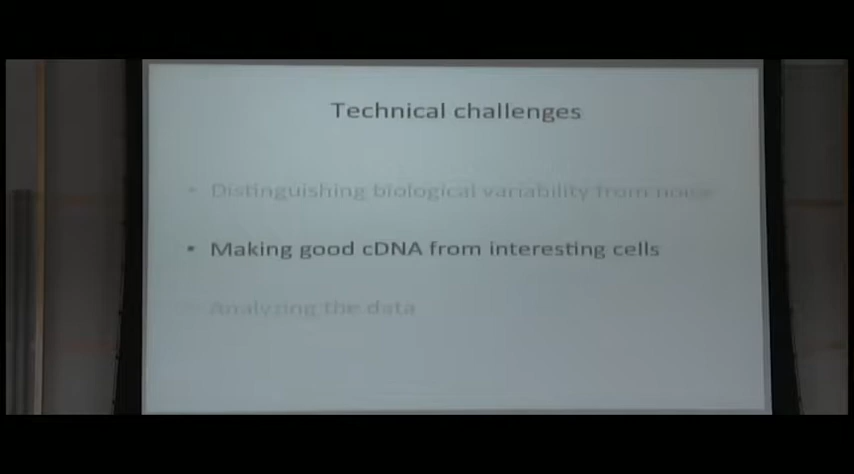 Technical challenges
• Distinguishing biological variability from noise
• Making good cDNA from interesting cells
• Analyzing the data